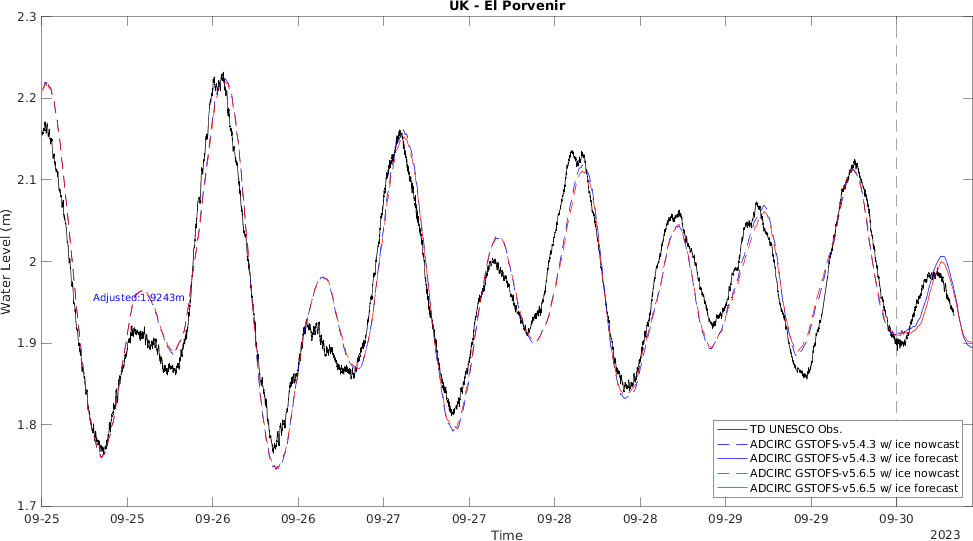 UK - El Porvenir
2.3
2.2
2.1
2
1.9
1.8
1.7
Water Level (m)
Adjusted:1.9243m
TD UNESCO Obs.
ADCIRC GSTOFS-v5.4.3 w/ ice nowcast
ADCIRC GSTOFS-v5.4.3 w/ ice forecast
ADCIRC GSTOFS-v5.6.5 w/ ice nowcast
ADCIRC GSTOFS-v5.6.5 w/ ice forecast
09-25 09-25 09-26 09-26 09-27 09-27 09-28 09-28 09-29 09-29 09-30
Time
2023